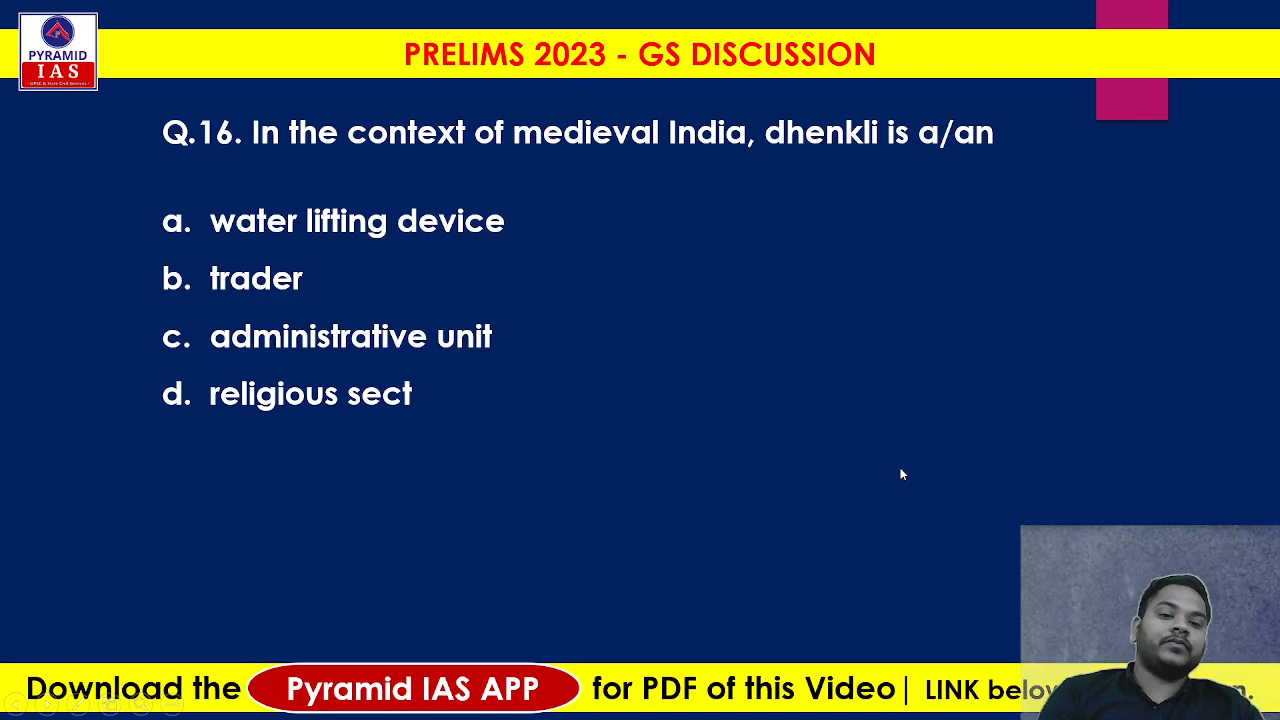 PYRAMID
IAS
PRELIMS 2023 - GS DISCUSSION
Q.16. In the context of medieval India, dhenkli is a/an
a. water lifting device
b. trader
c. administrative unit
d. religious sect
Download the Pyramid IAS APP for PDF of this Video| LINK below